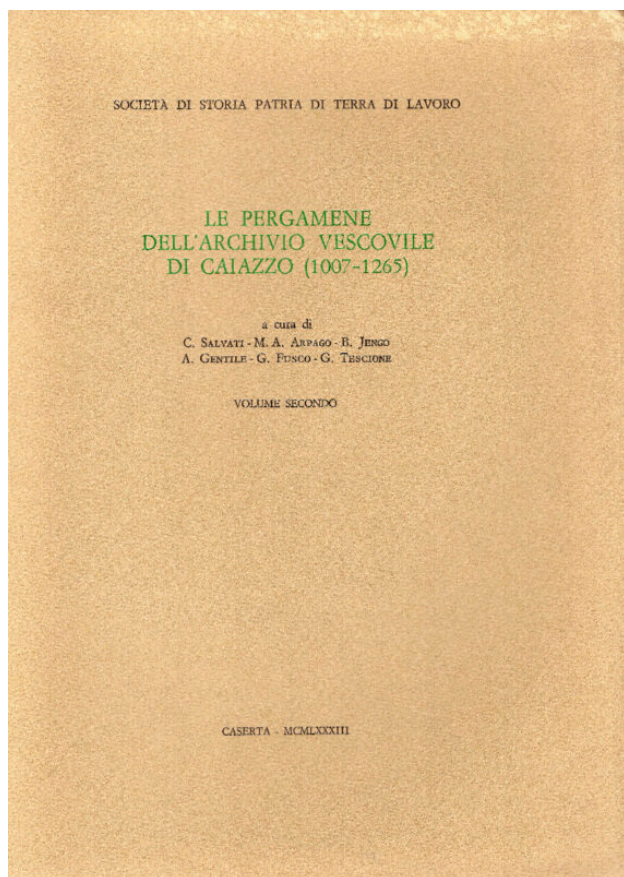 SOCIETÀ DI STORIA PATRIA DI TERRA DI LAVORO
LE PERGAMENE
DELL'ARCHIVIO VESCOVILE
DI CAIAZZO (1007-1265)
a cura di
C. SALVATI - M. A. ARPAGO - B. JENGO
A. GENTILE - G. FUSCO - G. TESCIONE
VOLUME SECONDO
CASERTA - MCMLXXXIII